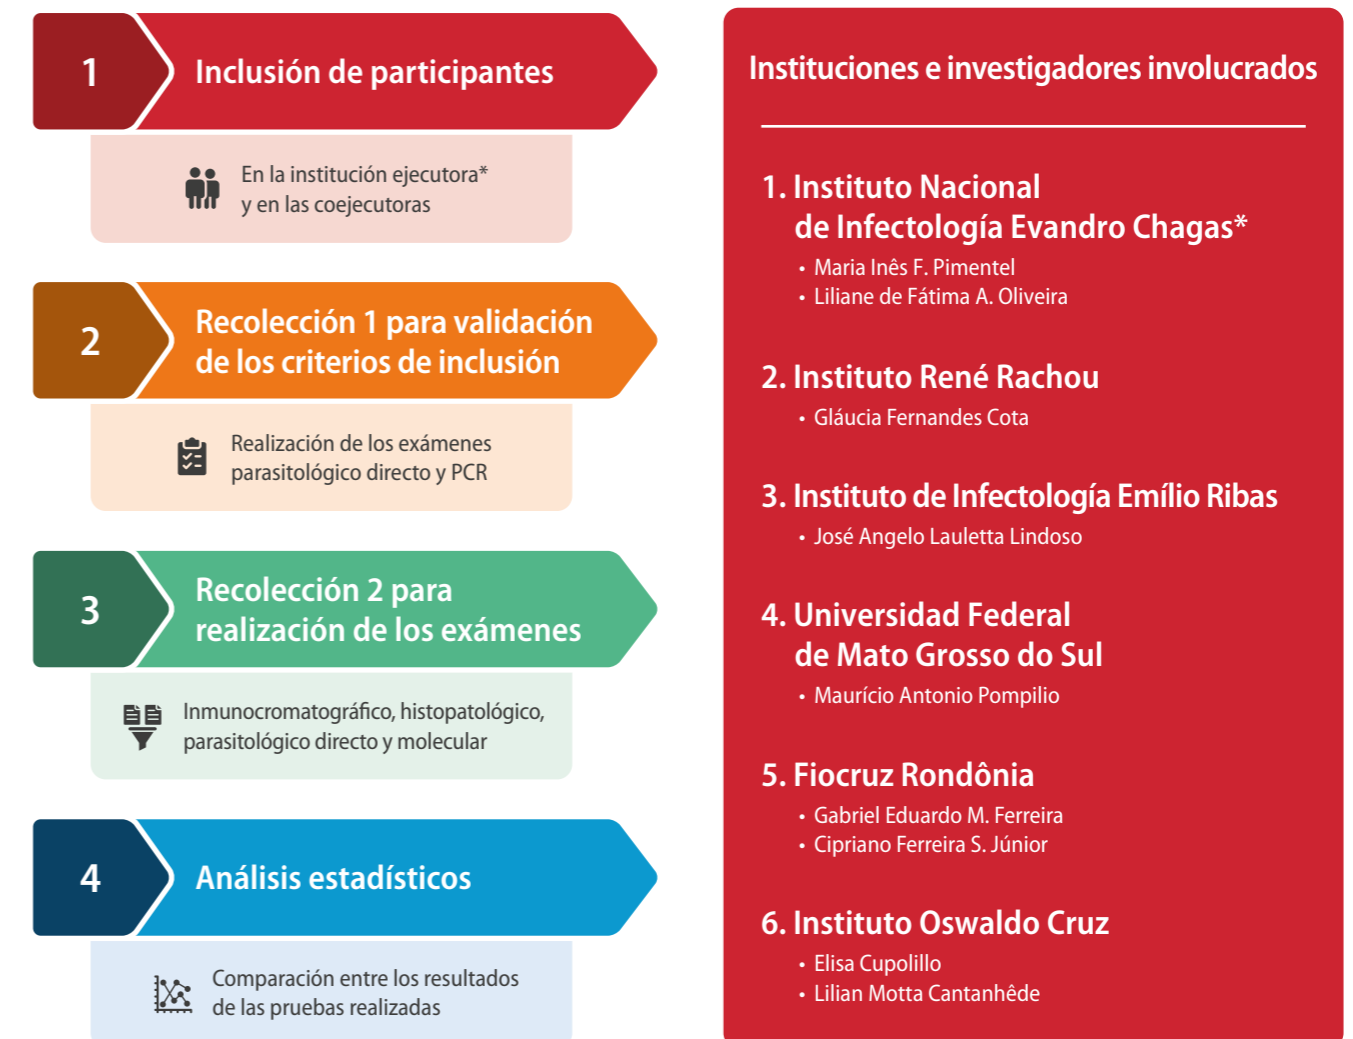 1
Inclusión de participantes
En la institución ejecutora*
y en las coejecutoras
2
Recolección 1 para validación
de los criterios de inclusión
Realización de los exámenes
parasitológico directo y PCR
3
Recolección 2 para
realización de los exámenes
Inmunocromatográfico, histopatológico,
parasitológico directo y molecular
4
Análisis estadísticos
Comparación entre los resultados
de las pruebas realizadas
Instituciones e investigadores involucrados
1. Instituto Nacional
de Infectología Evandro Chagas*
• Maria Inês F. Pimentel
• Liliane de Fátima A. Oliveira
2. Instituto René Rachou
• Gláucia Fernandes Cota
3. Instituto de Infectología Emílio Ribas
• José Angelo Lauletta Lindoso
4. Universidad Federal
de Mato Grosso do Sul
• Maurício Antonio Pompilio
5. Fiocruz Rondônia
• Gabriel Eduardo M. Ferreira
• Cipriano Ferreira S. Júnior
6. Instituto Oswaldo Cruz
• Elisa Cupolillo
• Lilian Motta Cantanhêde